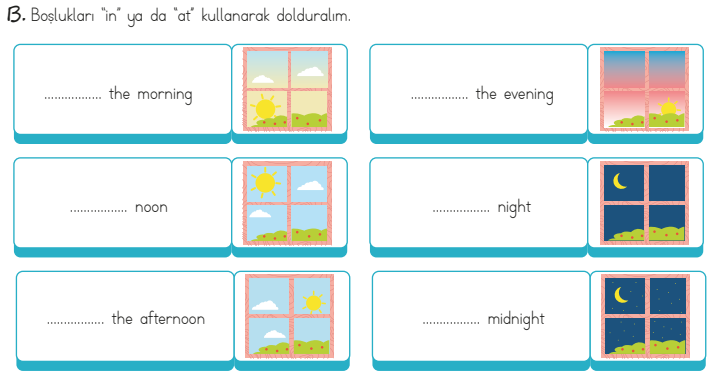 B. Boşlukları “in” ya da “at” kullanarak dolduralım.
................. the morning
................. the evening
................. noon
................. night
................. the afternoon
................. midnight